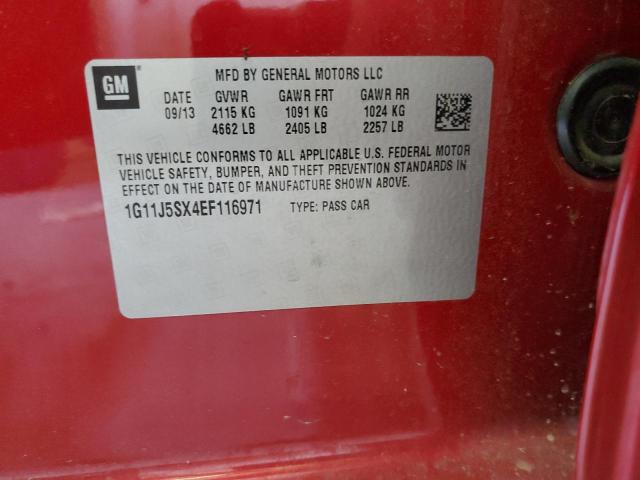 GM
MFD BY GENERAL MOTORS LLC
DATE GVWR GAWR FRT GAWR RR
09/13 2115 KG 1091 KG 1024 KG
4662 LB 2405 LB 2257 LB
THIS VEHICLE CONFORMS TO ALL APPLICABLE U.S. FEDERAL MOTOR
VEHICLE SAFETY, BUMPER, AND THEFT PREVENTION STANDARDS IN
EFFECT ON THE DATE OF MANUFACTURE SHOWN ABOVE.
1G11J5SX4EF116971 TYPE: PASS CAR